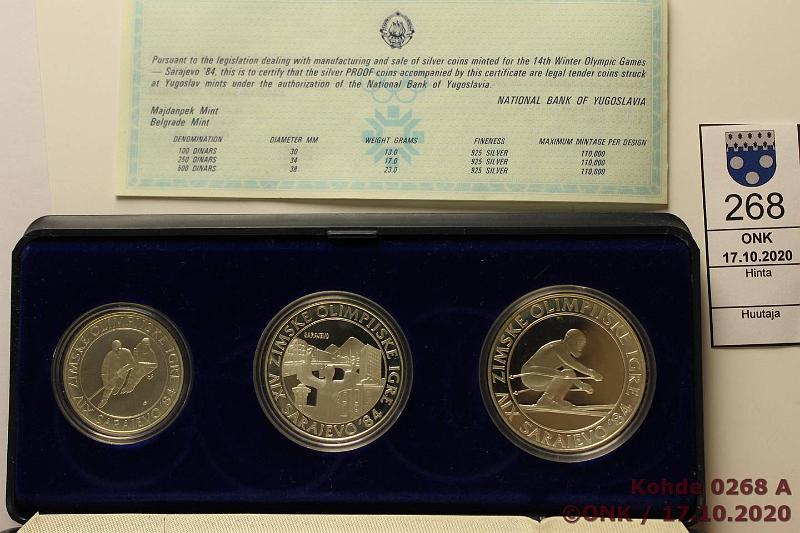 Pursuant to the legislation dealing with manufacturing and sale of silver coins minted for the 14th Winter Olympic Games
— Sarajevo '84, this is to certify that the silver PROOF coins accompanied by this certificate are legal tender coins struck
at Yugoslav mints under the authorization of the National Bank of Yugoslavia.
NATIONAL BANK OF YUGOSLAVIA
Majdanpek Mint
Belgrade Mint
DENOMINATION DIAMETER MM WEIGHT GRAMS FINENESS MAXIMUM MINTAGE PER DESIGN
100 DINARS 30 13.0 925 SILVER 110,000
250 DINARS 34 17.0 925 SILVER 110,000
500 DINARS 38 23.0 925 SILVER 110,000
268
ONK
17.10.2020
Hinta
Huutaja
XIV ZIMSKE OLIMPIJSKE IGRE
SARAJEVO '84
XIV ZIMSKE OLIMPIJSKE IGRE
SARAJEVO
SARAJEVO '84
XIV ZIMSKE OLIMPIJSKE IGRE
SARAJEVO '84
Kohde 0268 A
©ONK / 17.10.2020